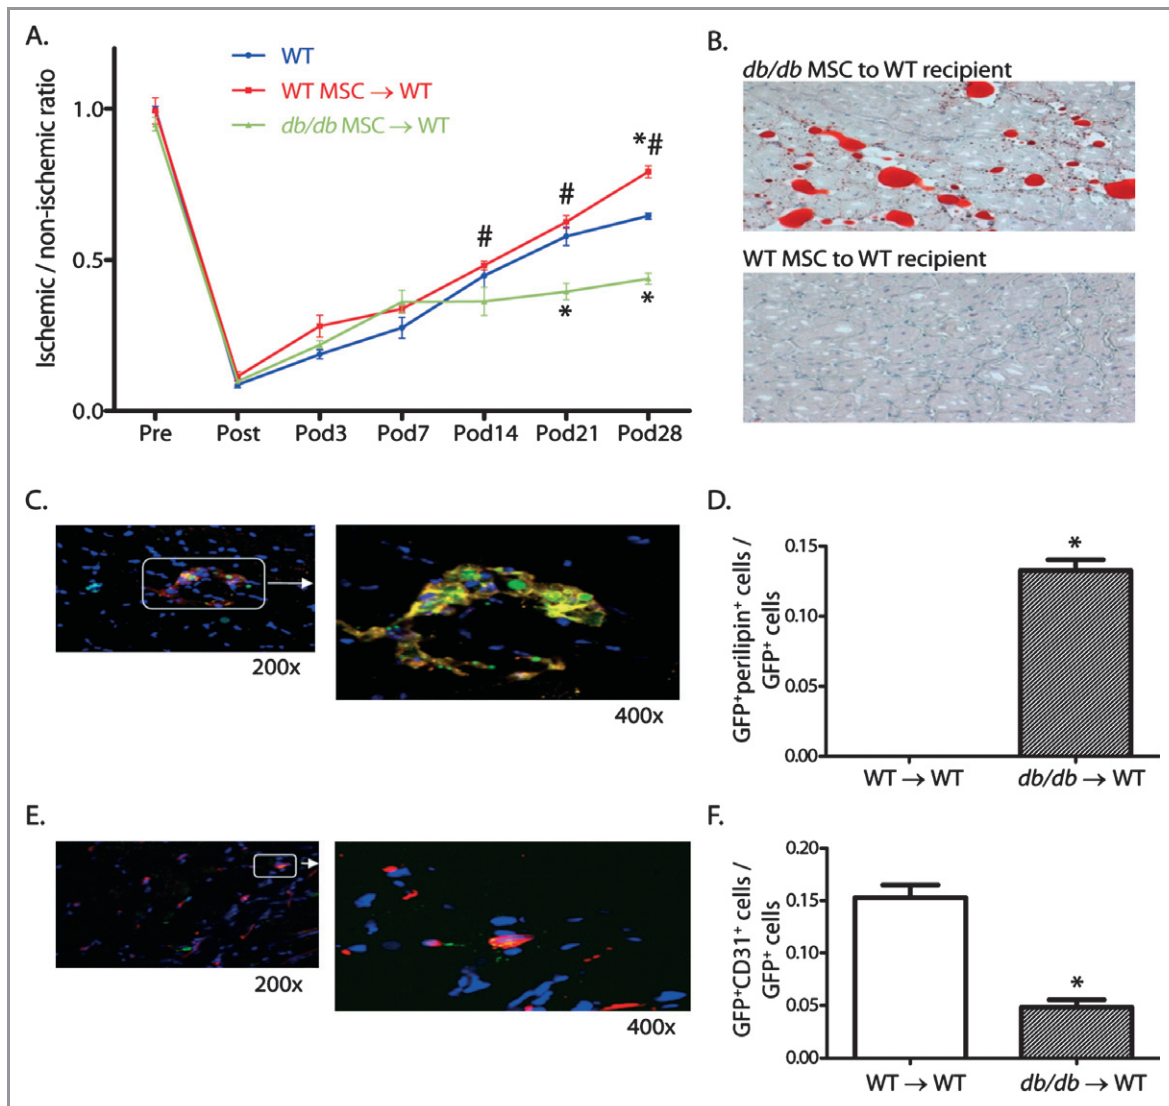 A.
WT
WT MSC → WT
db/db MSC → WT
Ischemic / non-ischemic ratio
1.0
0.5
0.0
*#
#
#
*
*
Pre Post Pod3 Pod7 Pod14 Pod21 Pod28
B.
db/db MSC to WT recipient
WT MSC to WT recipient
C.
200x
400x
D.
GFP+perilipin+ cells /
GFP+ cells
0.15
0.10
0.05
0.00
*
WT → WT db/db → WT
E.
200x
400x
F.
GFP+CD31+ cells /
GFP+ cells
0.20
0.15
0.10
0.05
0.00
*
WT → WT db/db → WT